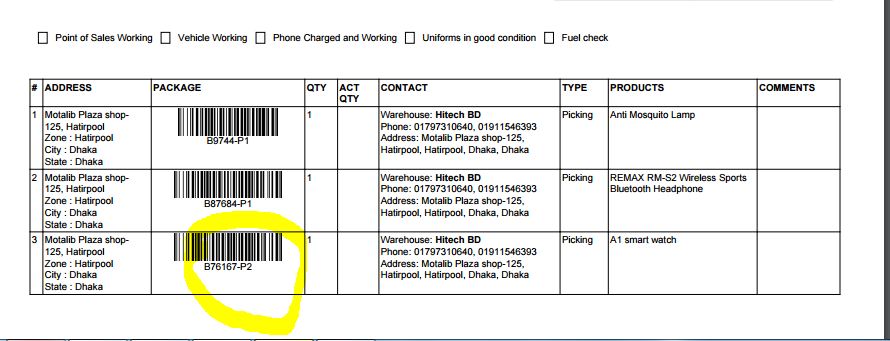 Point of Sales Working Vehicle Working Phone Charged and Working Uniforms in good condition Fuel check
# ADDRESS PACKAGE QTY ACT QTY CONTACT TYPE PRODUCTS COMMENTS
1 Motalib Plaza shop-
125, Hatirpool
Zone : Hatirpool
City : Dhaka
State : Dhaka
B9744-P1
1
Warehouse: Hitech BD
Phone: 01797310640, 01911546393
Address: Motalib Plaza shop-125,
Hatirpool, Hatirpool, Dhaka, Dhaka
Picking
Anti Mosquito Lamp
2 Motalib Plaza shop-
125, Hatirpool
Zone : Hatirpool
City : Dhaka
State : Dhaka
B87684-P1
1
Warehouse: Hitech BD
Phone: 01797310640, 01911546393
Address: Motalib Plaza shop-125,
Hatirpool, Hatirpool, Dhaka, Dhaka
Picking
REMAX RM-S2 Wireless Sports
Bluetooth Headphone
3 Motalib Plaza shop-
125, Hatirpool
Zone : Hatirpool
City : Dhaka
State : Dhaka
B76167-P2
1
Warehouse: Hitech BD
Phone: 01797310640, 01911546393
Address: Motalib Plaza shop-125,
Hatirpool, Hatirpool, Dhaka, Dhaka
Picking
A1 smart watch